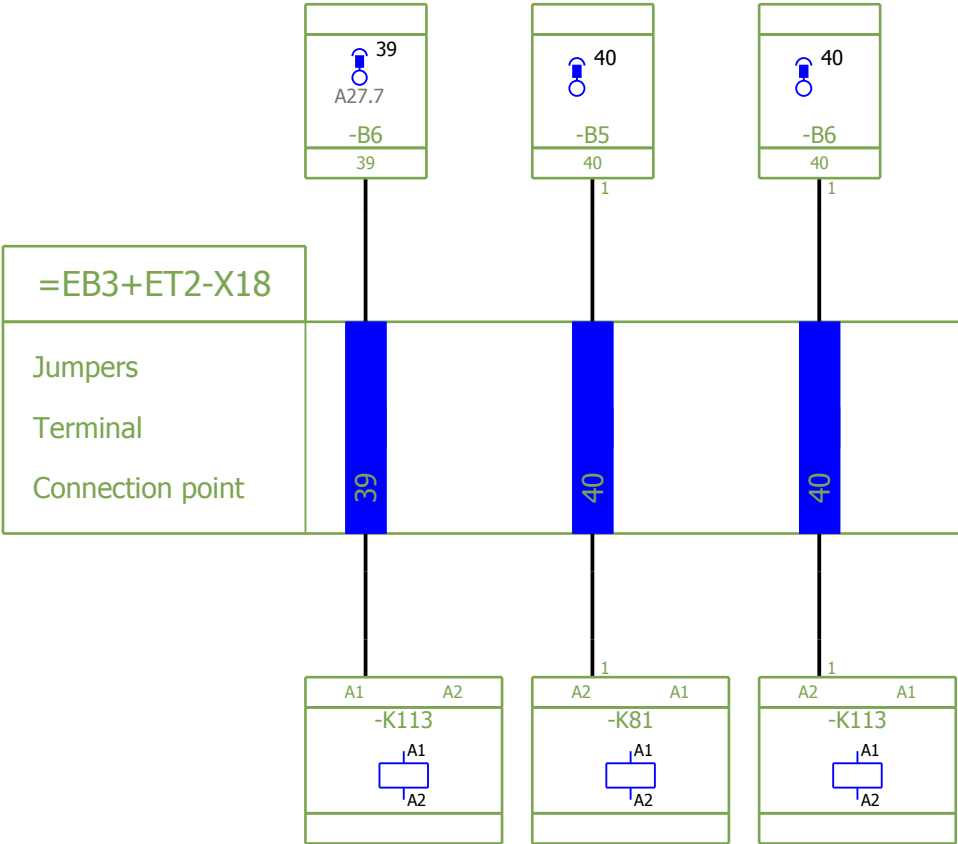 39
A27.7
-B6
39
40
-B5
40
1
40
-B6
40
1
=EB3+ET2-X18
Jumpers
Terminal
Connection point
39
40
40
A1 A2
-K113
A1
A2
1
A2 A1
-K81
A1
A2
1
A2 A1
-K113
A1
A2